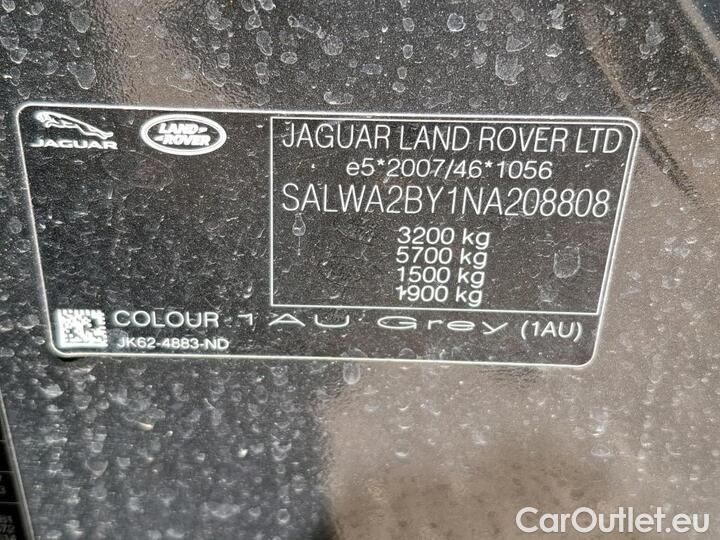 JAGUAR
LAND
ROVER
JAGUAR LAND ROVER LTD
e5*2007/46*1056
SALWA2BY1NA208808
3200 kg
5700 kg
1500 kg
1900 kg
COLOUR 1AU Grey (1AU)
JK62-4883-ND
CarOutlet.eu